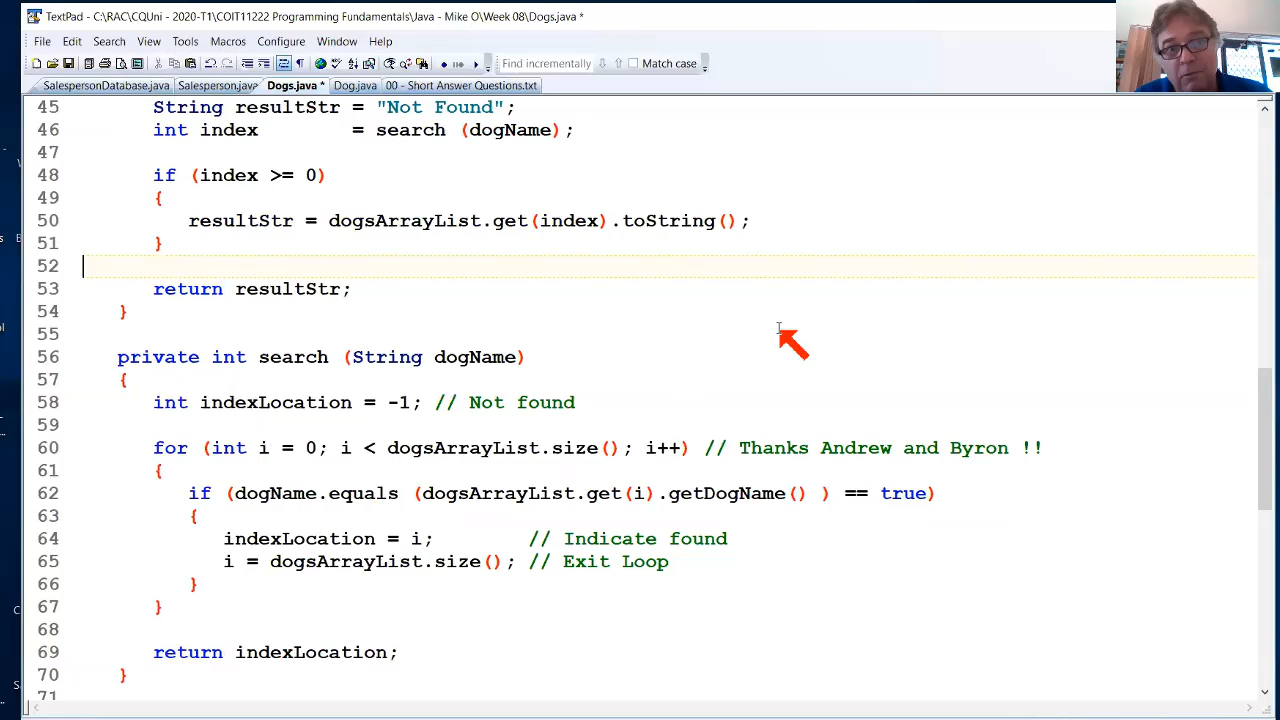 TextPad - C:\RAC\CQUni - 2020-T1\COIT11222 Programming Fundamentals\Java - Mike O\Week 08\Dogs.java *
File Edit Search View Tools Macros Configure Window Help
Find incrementally Match case
SalespersonDatabase.java Salesperson.java Dogs.java * Dog.java 00 - Short Answer Questions.txt
45 String resultStr = "Not Found";
46 int index = search (dogName);
47
48 if (index >= 0)
49 {
50 resultStr = dogsArrayList.get(index).toString();
51 }
52
53 return resultStr;
54 }
55
56 private int search (String dogName)
57 {
58 int indexLocation = -1; // Not found
59
60 for (int i = 0; i < dogsArrayList.size(); i++) // Thanks Andrew and Byron !!
61 {
62 if (dogName.equals (dogsArrayList.get(i).getDogName() ) == true)
63 {
64 indexLocation = i; // Indicate found
65 i = dogsArrayList.size(); // Exit Loop
66 }
67 }
68
69 return indexLocation;
70 }
71